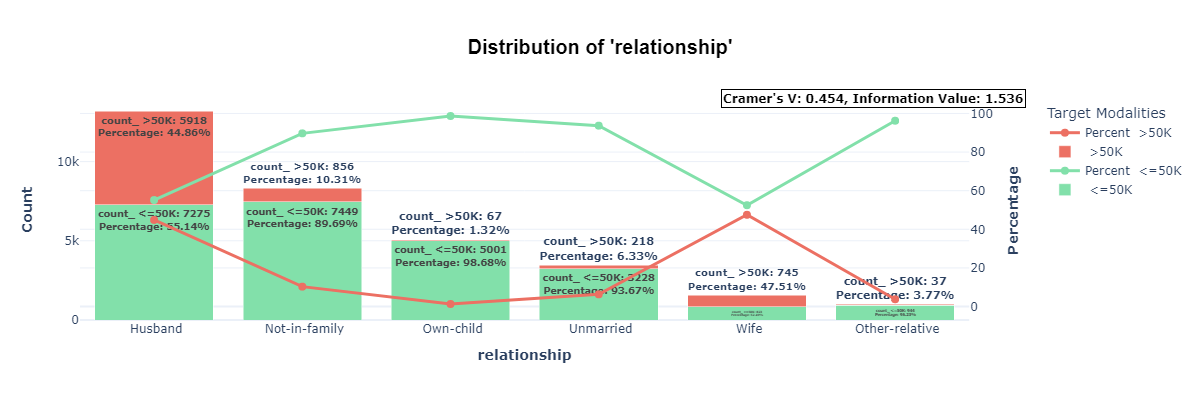 Distribution of 'relationship'
Cramer's V: 0.454, Information Value: 1.536
Target Modalities
Percent >50K
>50K
Percent <=50K
<=50K
Count
10k
5k
0
Percentage
100
80
60
40
20
0
count_ >50K: 5918
Percentage: 44.86%
count_ <=50K: 7275
Percentage: 55.14%
count_ >50K: 856
Percentage: 10.31%
count_ <=50K: 7449
Percentage: 89.69%
count_ >50K: 67
Percentage: 1.32%
count_ <=50K: 5001
Percentage: 98.68%
count_ >50K: 218
Percentage: 6.33%
count_ <=50K: 3228
Percentage: 93.67%
count_ >50K: 745
Percentage: 47.51%
count_ >50K: 37
Percentage: 3.77%
Husband
Not-in-family
Own-child
Unmarried
Wife
Other-relative
relationship